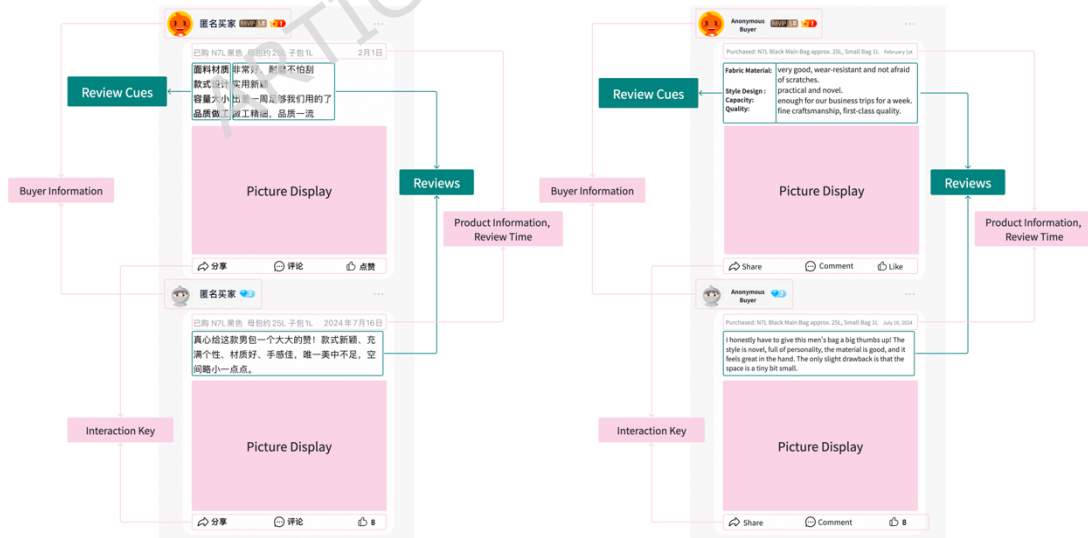 匿名买家
已购 N7L 黑色 母包约 25L 子包 1L 2月1日
面料材质 非常好，耐磨不怕刮
款式设计 实用新颖
容量大小 出差一周足够我们用的了
品质做工 做工精细，品质一流
Review Cues
Buyer Information
Picture Display
Reviews
Product Information,
Review Time
分享 评论 点赞
匿名买家
已购 N7L 黑色 母包约 25L 子包 1L 2024年7月16日
真心给这款男包一个大大的赞！款式新颖、充
满个性、材质好、手感佳，唯一美中不足，空
间略小一点点。
Interaction Key
Picture Display
分享 评论 8
ARTIC
Anonymous
Buyer
Purchased: N7L Black Main Bag approx. 25L, Small Bag 1L February 1st
Fabric Material: very good, wear-resistant and not afraid
of scratches.
Style Design : practical and novel.
Capacity: enough for our business trips for a week.
Quality: fine craftsmanship, first-class quality.
Review Cues
Buyer Information
Picture Display
Reviews
Product Information,
Review Time
Share Comment Like
Anonymous
Buyer
Purchased: N7L Black Main Bag approx. 25L, Small Bag 1L July 16, 2024
I honestly have to give this men's bag a big thumbs up! The
style is novel, full of personality, the material is good, and it
feels great in the hand. The only slight drawback is that the
space is a tiny bit small.
Interaction Key
Picture Display
Share Comment 8